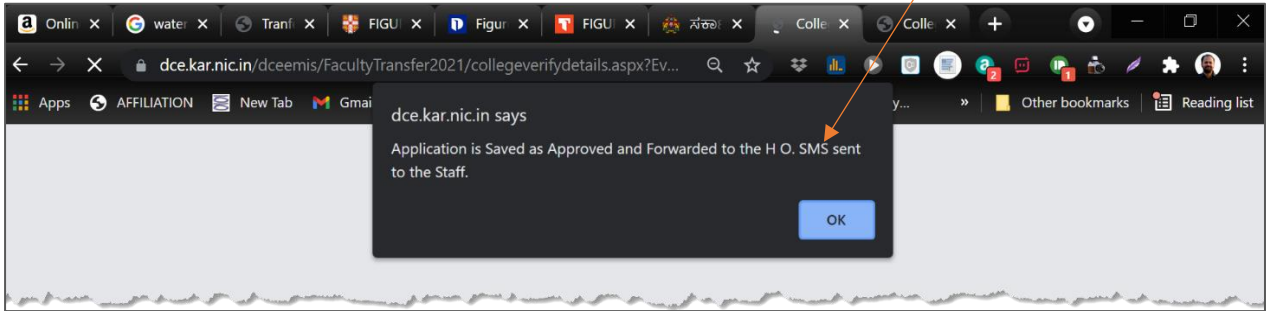 Onlin
water
Tranf
FIGU
Figur
FIGU
Colle
Colle
dce.kar.nic.in/dceemis/FacultyTransfer2021/collegeverifydetails.aspx?Ev...
Apps
AFFILIATION
New Tab
Gmai
y...
»
Other bookmarks
Reading list
dce.kar.nic.in says
Application is Saved as Approved and Forwarded to the H O. SMS sent
to the Staff.
OK